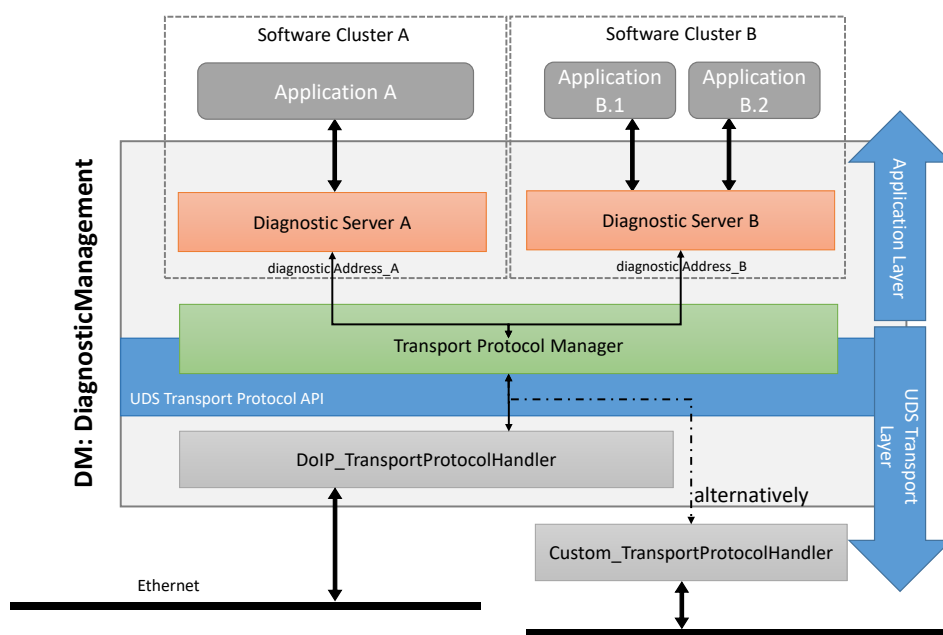 Software Cluster A
Software Cluster B
Application A
Application
B.1
Application
B.2
DM: DiagnosticManagement
Application Layer
Diagnostic Server A
Diagnostic Server B
diagnosticAddress_A
diagnosticAddress_B
Transport Protocol Manager
UDS Transport Protocol API
UDS Transport
Layer
DoIP_TransportProtocolHandler
alternatively
Custom_TransportProtocolHandler
Ethernet